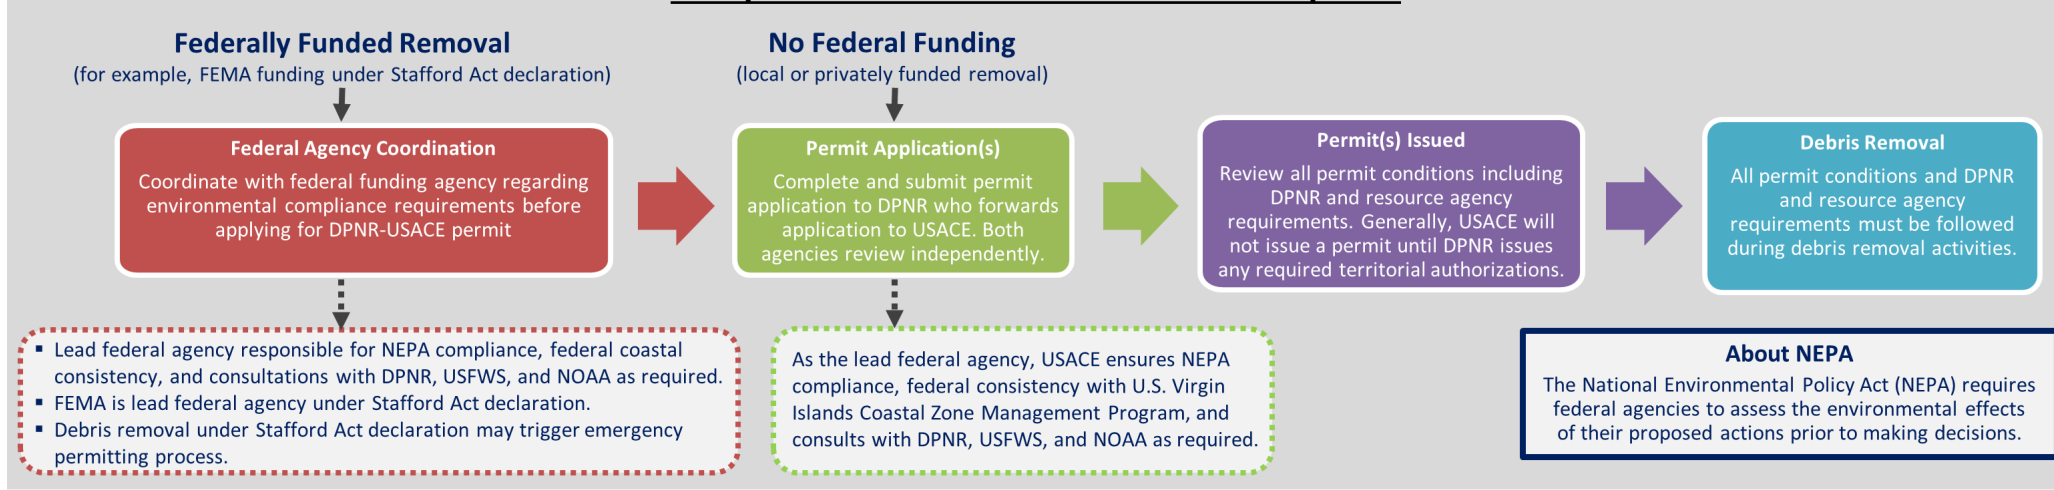 Federally Funded Removal
(for example, FEMA funding under Stafford Act declaration)
No Federal Funding
(local or privately funded removal)
Federal Agency Coordination
Coordinate with federal funding agency regarding
environmental compliance requirements before
applying for DPNR-USACE permit
Permit Application(s)
Complete and submit permit
application to DPNR who forwards
application to USACE. Both
agencies review independently.
Permit(s) Issued
Review all permit conditions including
DPNR and resource agency
requirements. Generally, USACE will
not issue a permit until DPNR issues
any required territorial authorizations.
Debris Removal
All permit conditions and DPNR
and resource agency
requirements must be followed
during debris removal activities.
▪ Lead federal agency responsible for NEPA compliance, federal coastal
consistency, and consultations with DPNR, USFWS, and NOAA as required.
▪ FEMA is lead federal agency under Stafford Act declaration.
▪ Debris removal under Stafford Act declaration may trigger emergency
permitting process.
As the lead federal agency, USACE ensures NEPA
compliance, federal consistency with U.S. Virgin
Islands Coastal Zone Management Program, and
consults with DPNR, USFWS, and NOAA as required.
About NEPA
The National Environmental Policy Act (NEPA) requires
federal agencies to assess the environmental effects
of their proposed actions prior to making decisions.